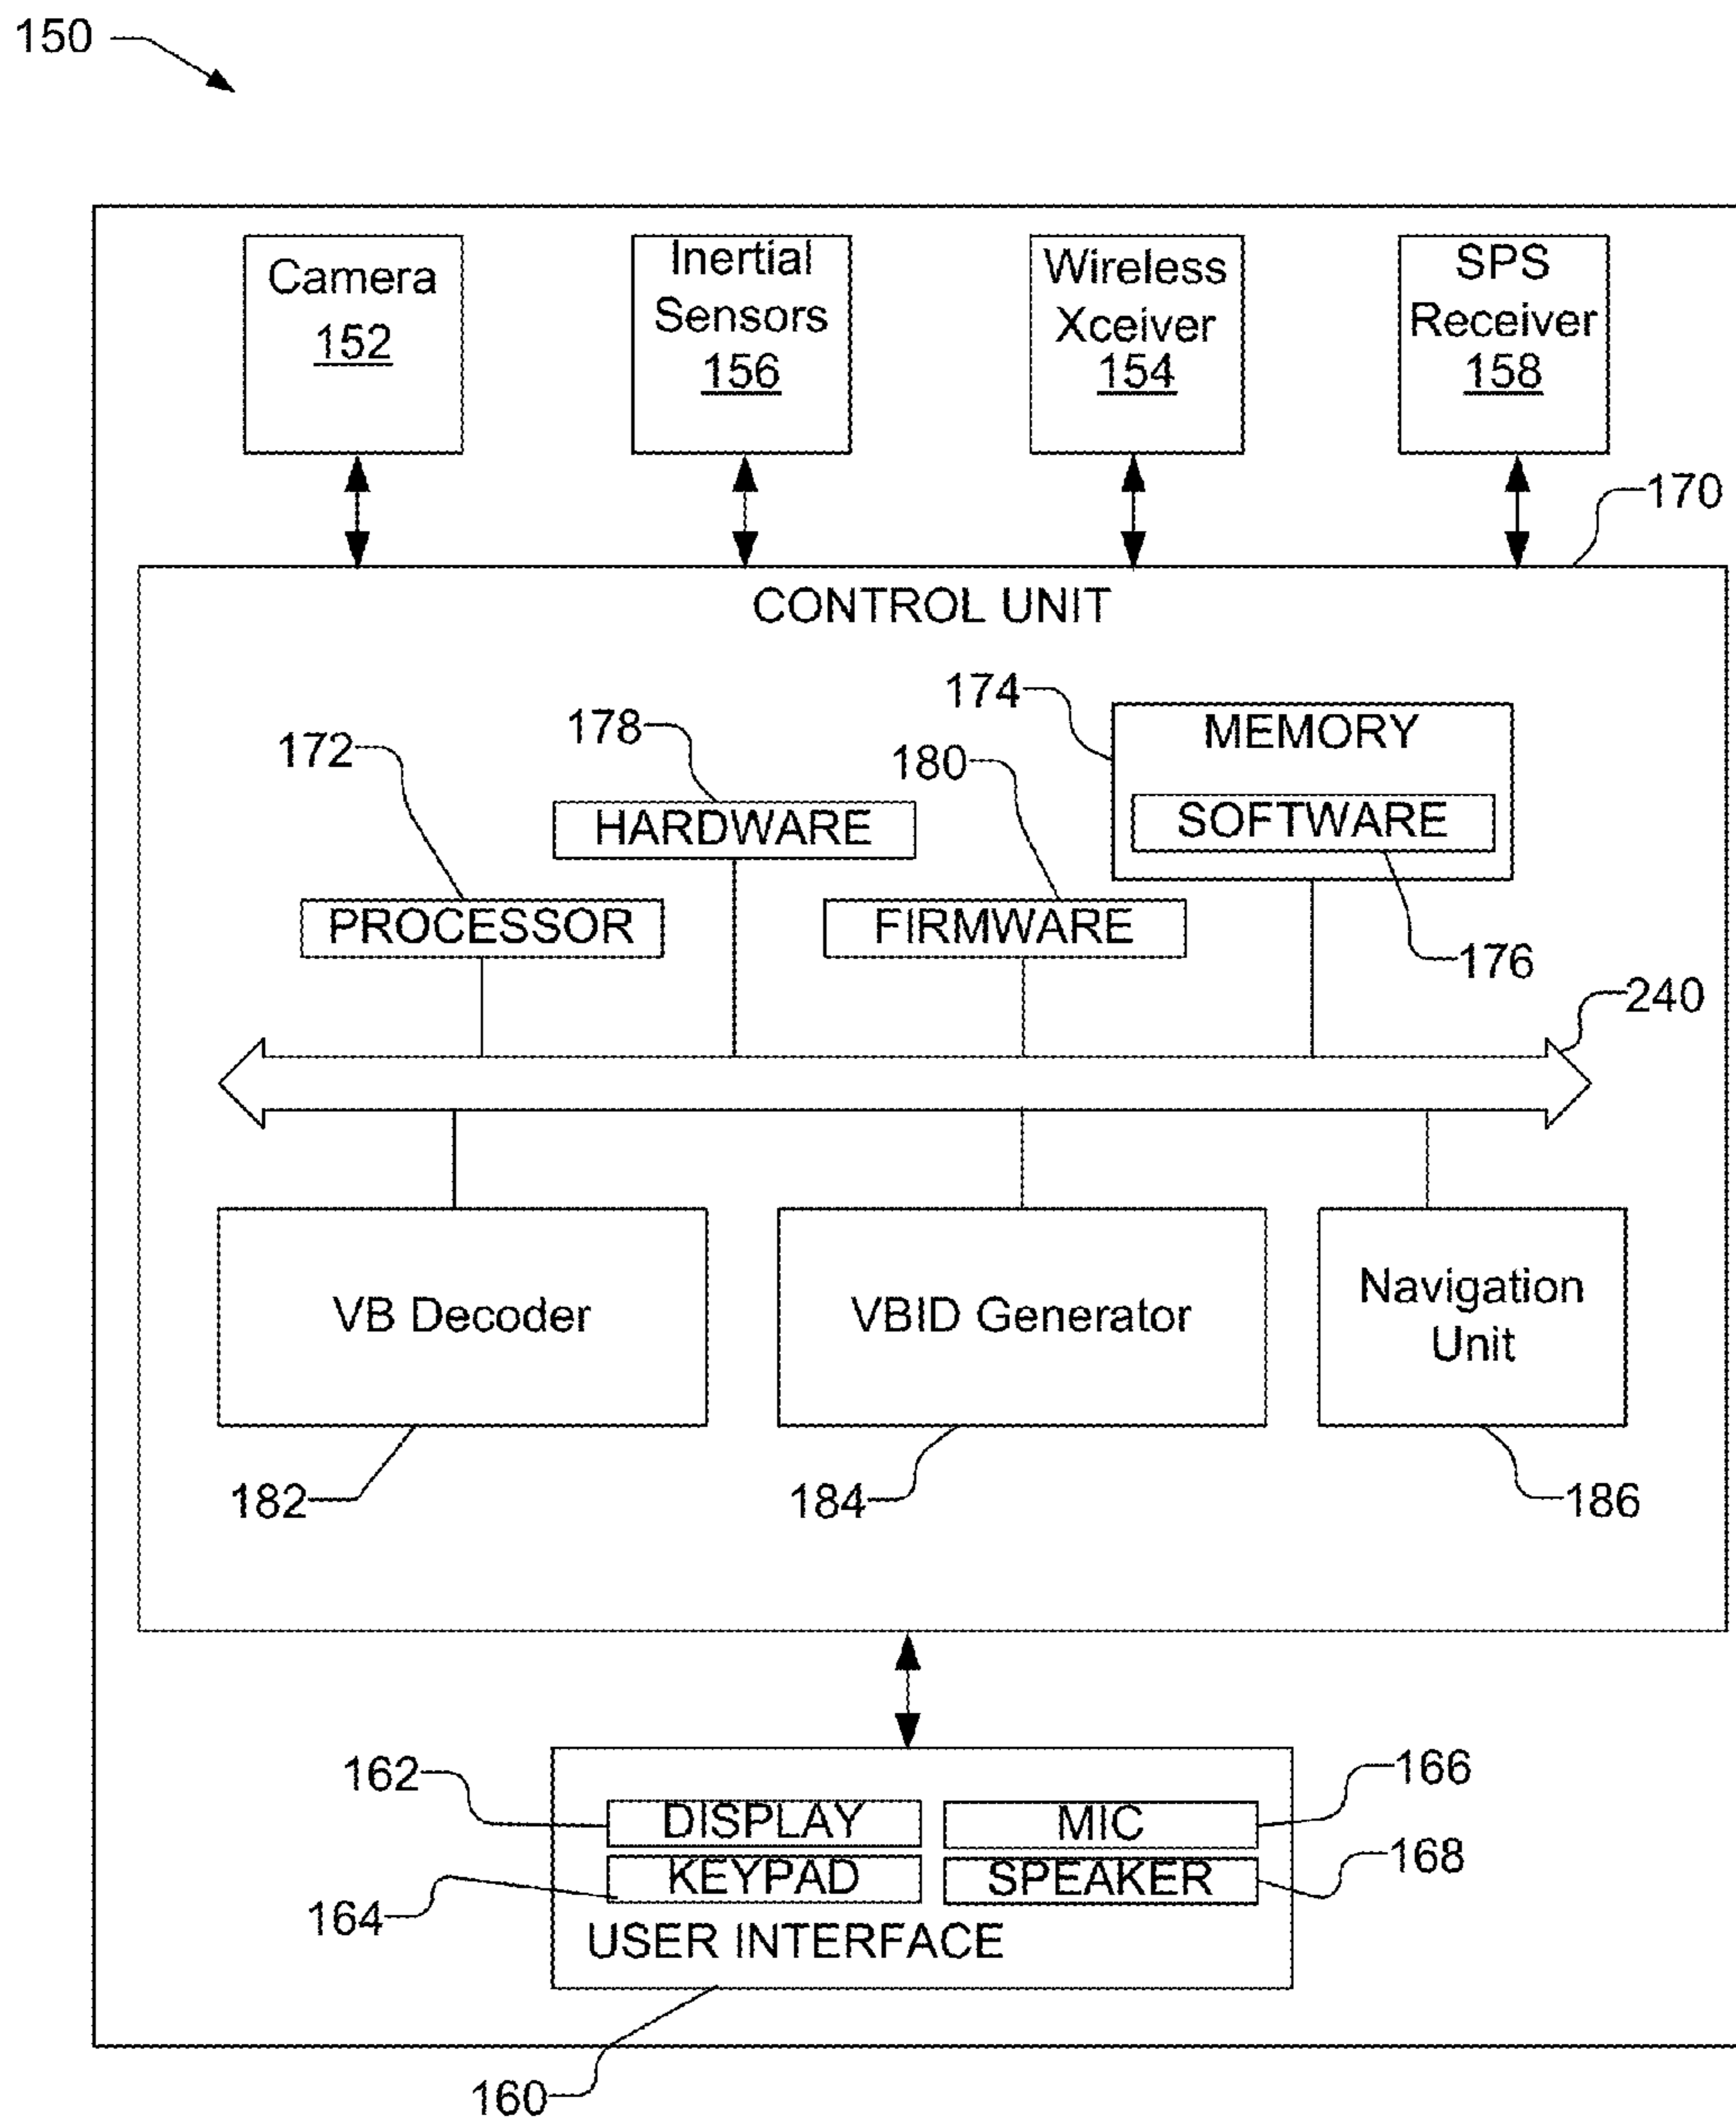 150
Camera
152
Inertial
Sensors
156
Wireless
Xceiver
154
SPS
Receiver
158
170
CONTROL UNIT
174
MEMORY
178
172
180
HARDWARE
SOFTWARE
PROCESSOR
FIRMWARE
176
240
VB Decoder
VBID Generator
Navigation
Unit
182
184
186
162
DISPLAY
MIC
166
KEYPAD
SPEAKER
168
164
USER INTERFACE
160